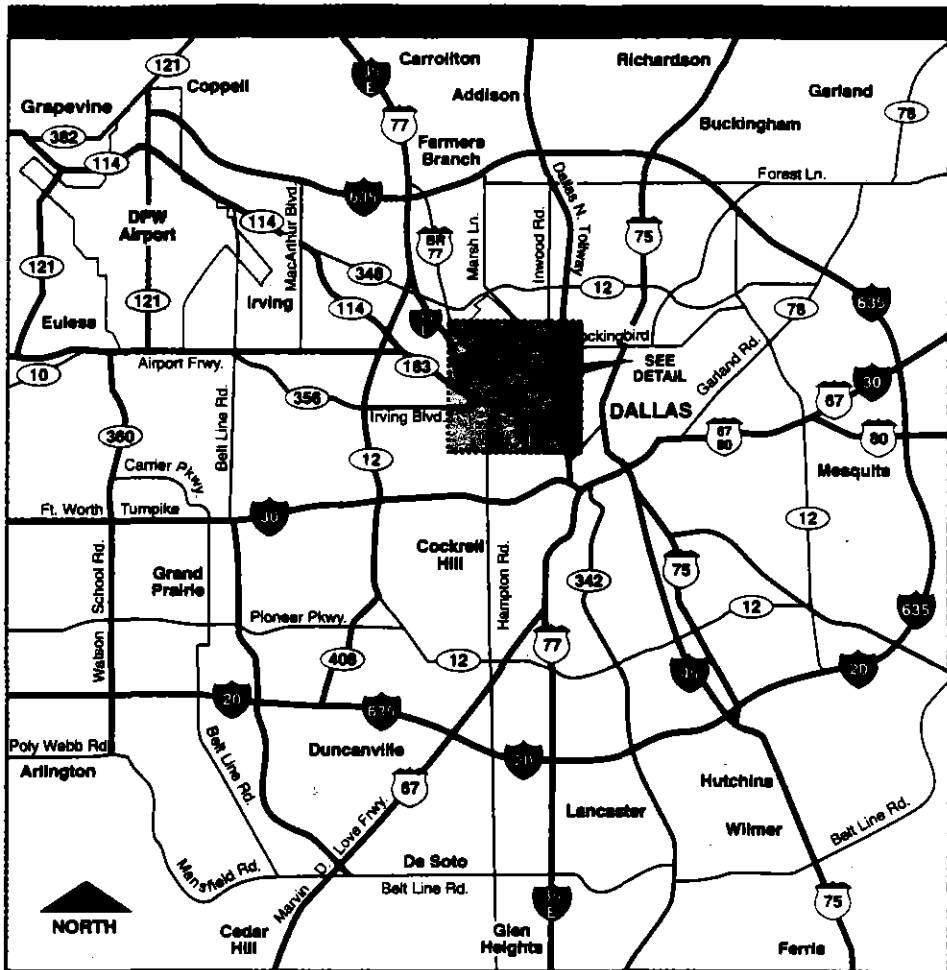 Carrollton
Richardson
121
Coppell
Addison
Garland
Grapevine
78
382
77
Farmers
Branch
Buckingham
114
Forest Ln.
635
DFW
Airport
114
MacArthur Blvd.
BR
77
Marsh Ln.
Inwood Rd.
Dallas N. Tollway
75
121
348
12
121
Irving
114
78
635
Euless
ockingbird
Airport Frwy.
183
SEE
DETAIL
Garland Rd.
10
30
356
Irving Blvd.
DALLAS
67
67
80
80
360
Belt Line Rd.
12
Mesquite
Carrier Pkwy.
Ft. Worth Turnpike
30
12
Cockrell
Hill
Hampton Rd.
75
342
Watson School Rd.
Grand
Prairie
12
Pioneer Pkwy.
635
77
408
12
45
20
20
635
Poly Webb Rd
Duncanville
20
Arlington
Belt Line Rd.
Hutchins
67
Lancaster
Wilmer
Belt Line Rd.
Marvin D. Love Frwy.
Mansfield Rd.
De Soto
Belt Line Rd.
NORTH
75
Cedar
Hill
Glen
Heights
Ferris